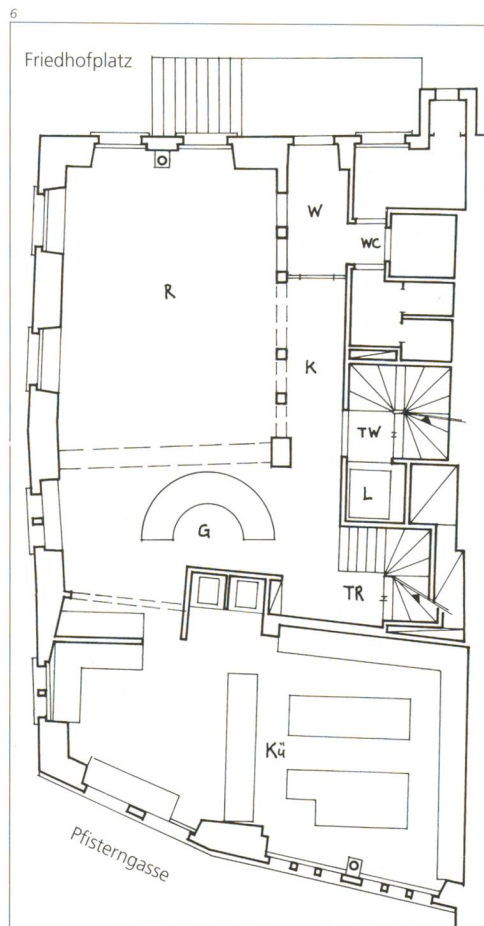 6
Friedhofplatz
W
WC
R
K
TW
L
G
TR
Kü
Pfisterngasse